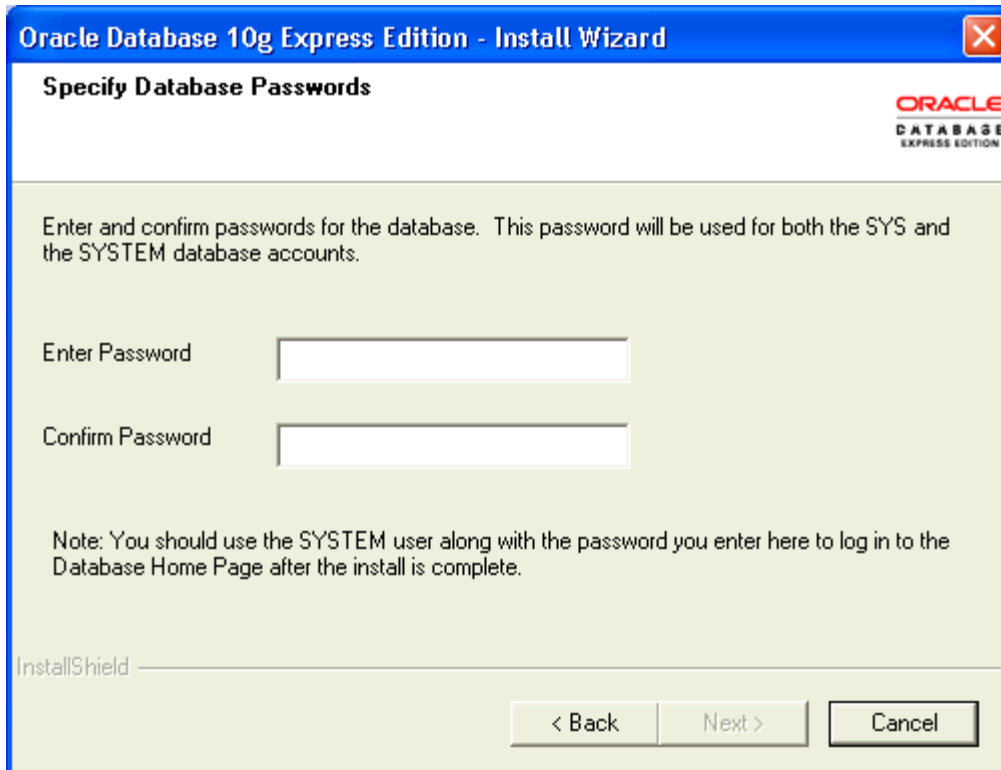 Oracle Database 10g Express Edition - Install Wizard
Specify Database Passwords
ORACLE
DATABASE
EXPRESS EDITION
Enter and confirm passwords for the database. This password will be used for both the SYS and
the SYSTEM database accounts.
Enter Password
Confirm Password
Note: You should use the SYSTEM user along with the password you enter here to log in to the
Database Home Page after the install is complete.
InstallShield
< Back
Next >
Cancel